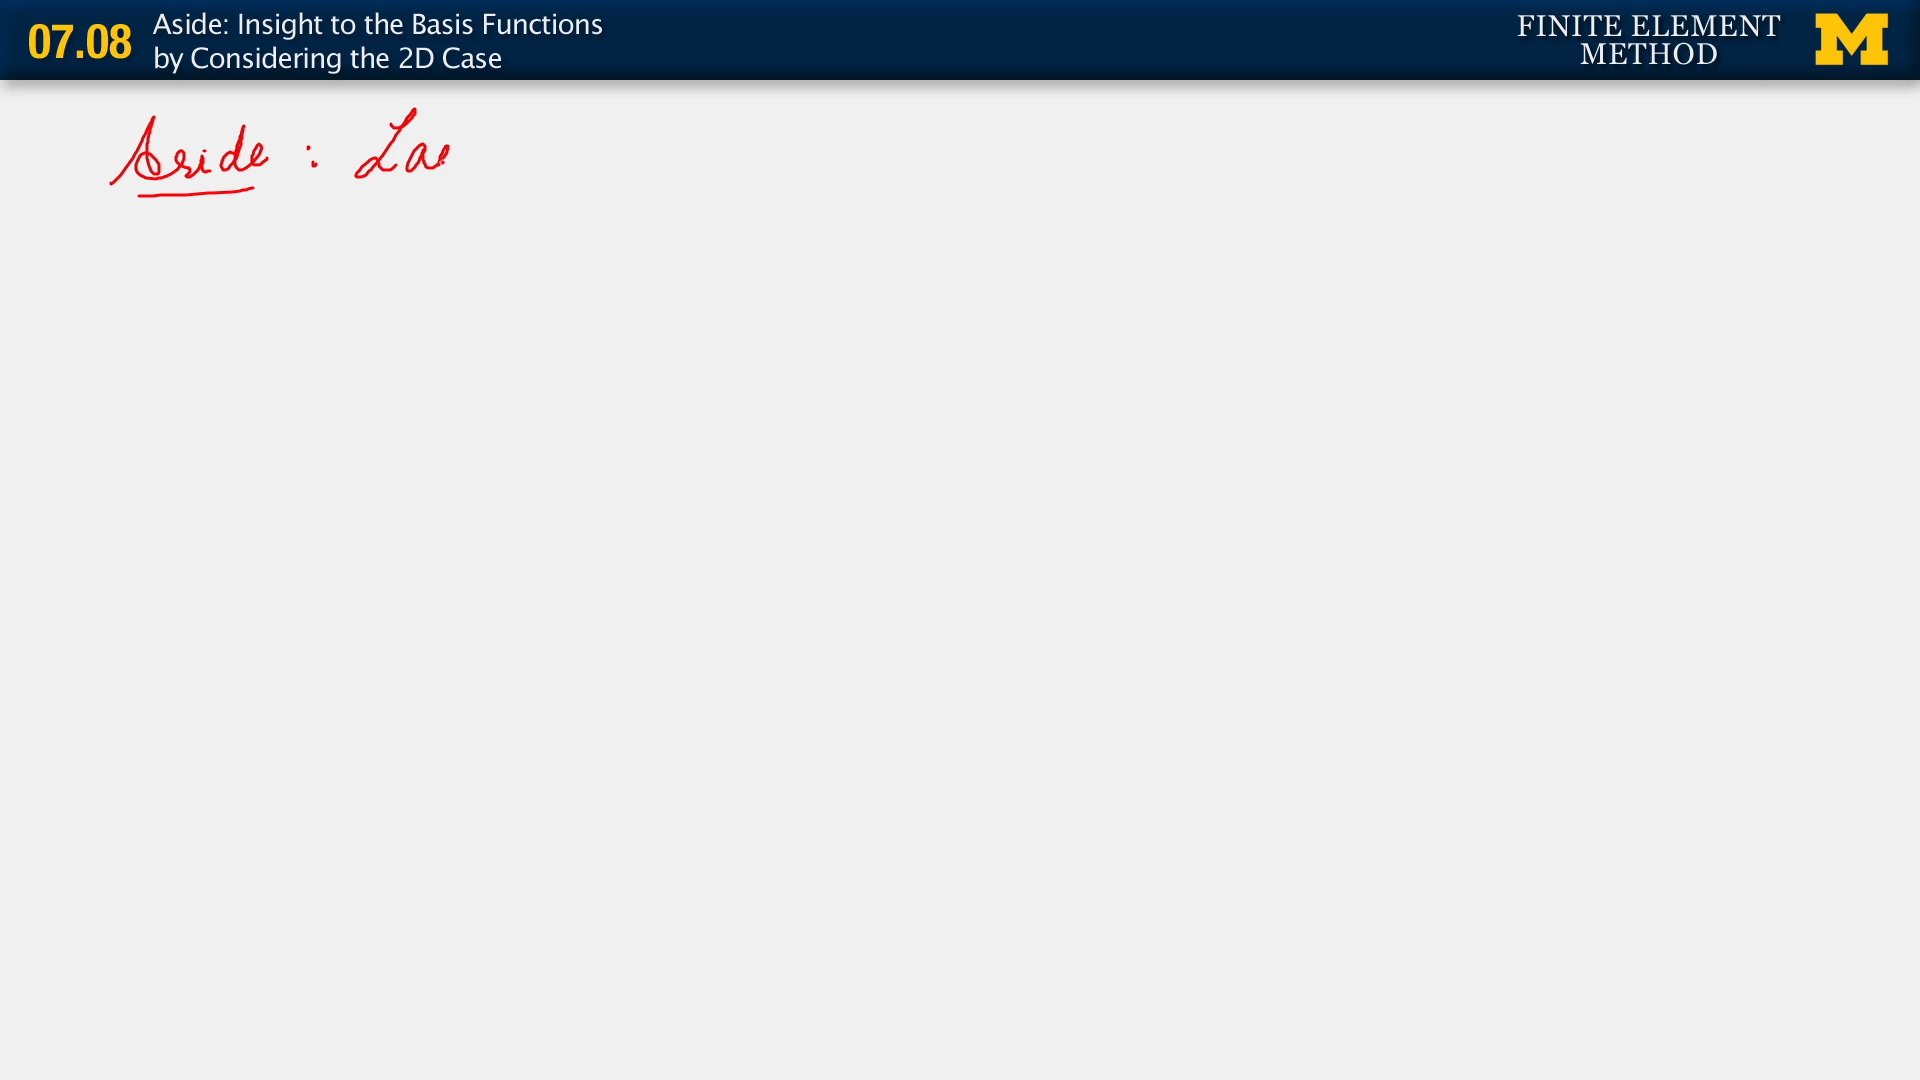 07.08
Aside: Insight to the Basis Functions
by Considering the 2D Case
FINITE ELEMENT
METHOD
M
Aside :